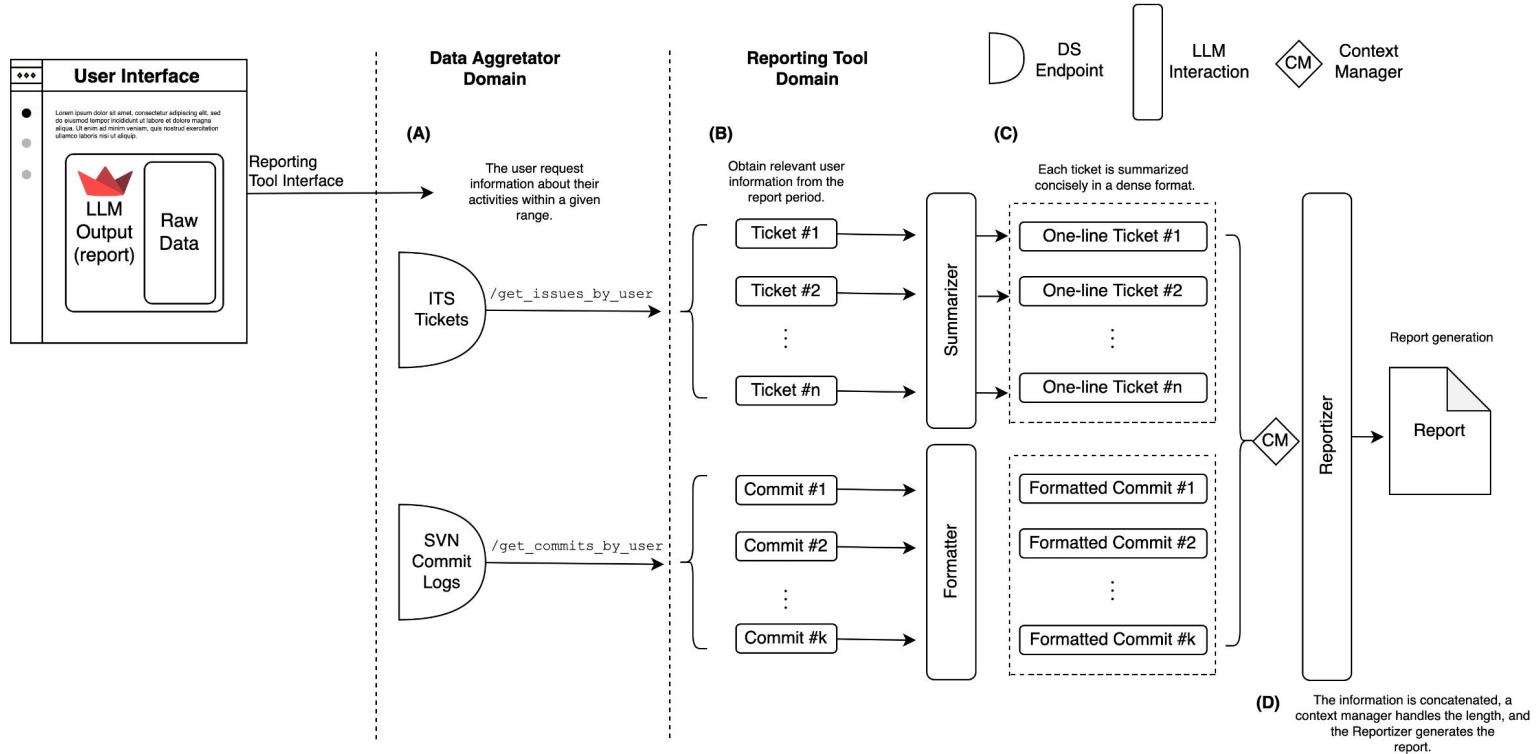 User Interface
Lorem ipsum dolor sit amet, consectetur adipiscing elit, sed
do eiusmod tempor incididunt ut labore et dolore magna
aliqua. Ut enim ad minim veniam, quis nostrud exercitation
ullamco laboris nisi ut aliquip.
LLM
Output
(report)
Raw
Data
Reporting
Tool Interface
Data Aggretator
Domain
(A)
The user request
information about their
activities within a given
range.
ITS
Tickets
/get_issues_by_user
SVN
Commit
Logs
/get_commits_by_user
Reporting Tool
Domain
(B)
Obtain relevant user
information from the
report period.
Ticket #1
Ticket #2
Ticket #n
Commit #1
Commit #2
Commit #k
Summarizer
Formatter
DS
Endpoint
LLM
Interaction
CM
Context
Manager
(C)
Each ticket is summarized
concisely in a dense format.
One-line Ticket #1
One-line Ticket #2
One-line Ticket #n
Formatted Commit #1
Formatted Commit #2
Formatted Commit #k
CM
Reportizer
Report generation
Report
(D)
The information is concatenated, a
context manager handles the length, and
the Reportizer generates the
report.